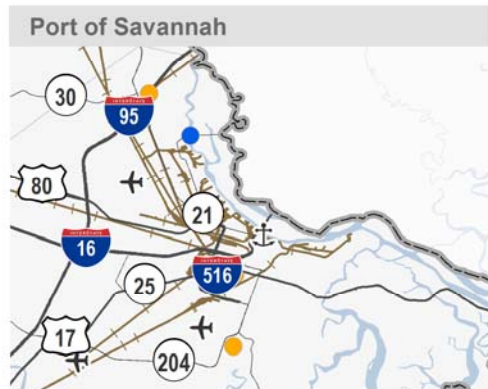 Port of Savannah
30
INTERSTATE
95
80
21
INTERSTATE
16
INTERSTATE
516
25
17
204